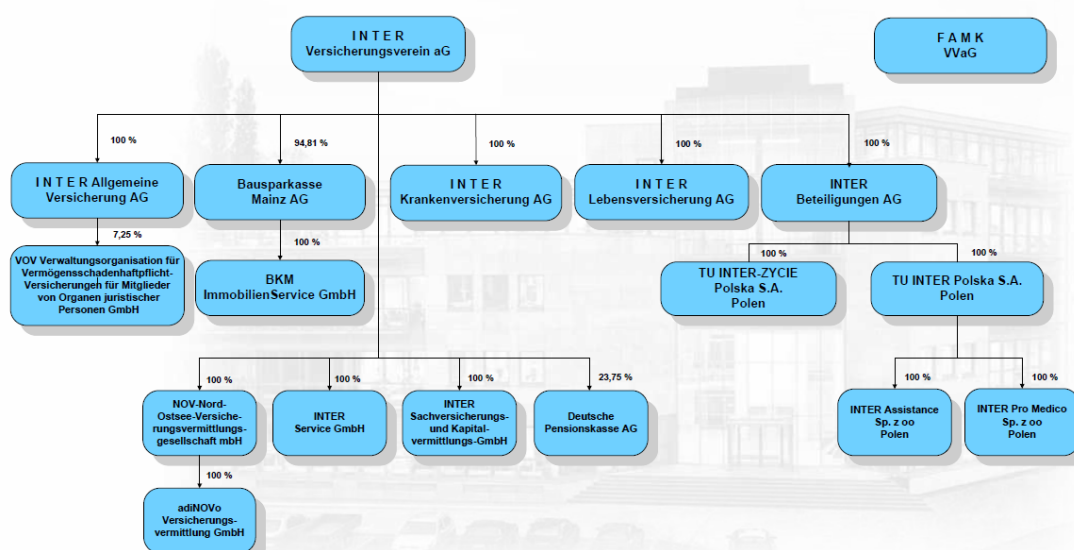 I N T E R
Versicherungsverein aG
F A M K
VVaG
100 %
94,81 %
100 %
100 %
100 %
I N T E R Allgemeine
Versicherung AG
Bausparkasse
Mainz AG
I N T E R
Krankenversicherung AG
I N T E R
Lebensversicherung AG
INTER
Beteiligungen AG
7,25 %
100 %
100 %
100 %
VOV Verwaltungsorganisation für
Vermögensschadenhaftpflicht-
Versicherungen für Mitglieder
von Organen juristischer
Personen GmbH
BKM
ImmobilienService GmbH
TU INTER-ZYCIE
Polska S.A.
Polen
TU INTER Polska S.A.
Polen
100 %
100 %
100 %
23,75 %
100 %
100 %
NOV-Nord-
Ostsee-Versiche-
rungsvermittlungs-
gesellschaft mbH
INTER
Service GmbH
INTER
Sachversicherungs-
und Kapital-
vermittlungs-GmbH
Deutsche
Pensionskasse AG
INTER Assistance
Sp. z oo
Polen
INTER Pro Medico
Sp. z oo
Polen
100 %
adiNOVo
Versicherungs-
vermittlung GmbH